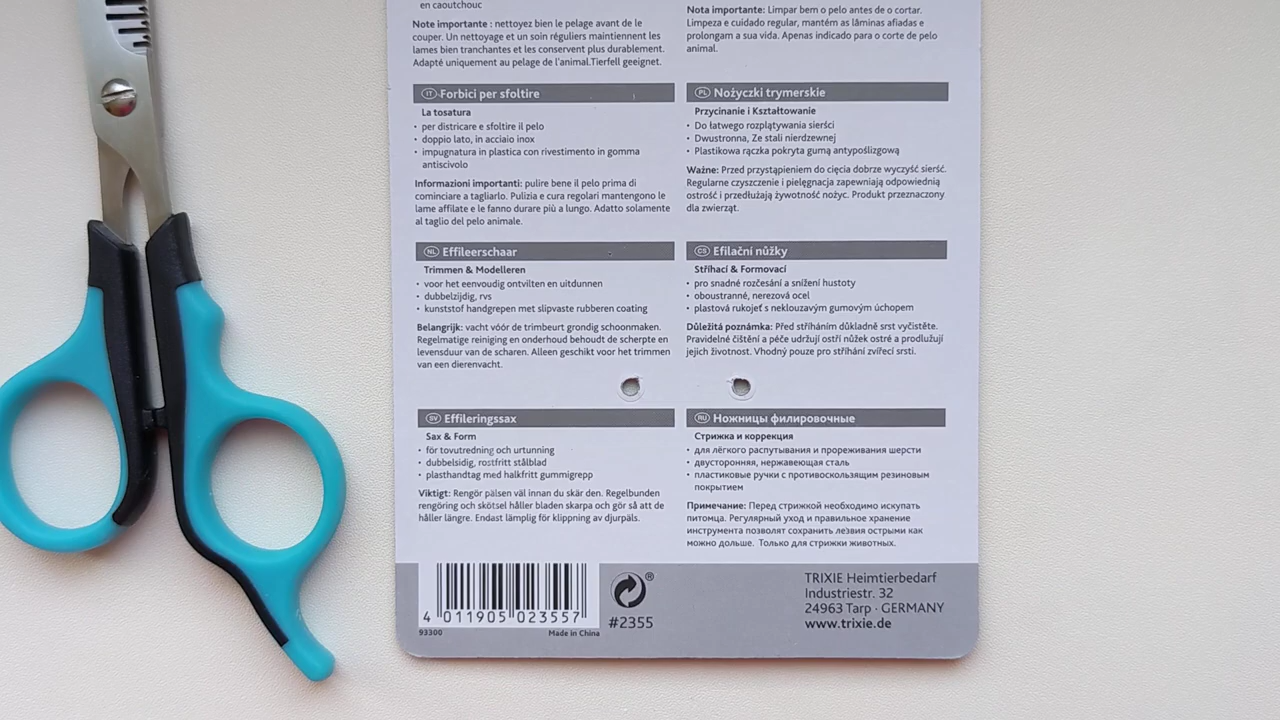 en caoutchouc
Note importante : nettoyez bien le pelage avant de le
couper. Un nettoyage et un soin réguliers maintiennent les
lames bien tranchantes et les conservent plus durablement.
Adapté uniquement au pelage de l'animal.Tierfell geeignet.
Nota importante: Limpar bem o pelo antes de o cortar.
Limpeza e cuidado regular, mantém as lâminas afiadas e
prolongam a sua vida. Apenas indicado para o corte de pelo
animal.
IT Forbici per sfoltire
La tosatura
• per districare e sfoltire il pelo
• doppio lato, in acciaio inox
• impugnatura in plastica con rivestimento in gomma
antiscivolo
Informazioni importanti: pulire bene il pelo prima di
cominciare a tagliarlo. Pulizia e cura regolari mantengono le
lame affilate e le fanno durare più a lungo. Adatto solamente
al taglio del pelo animale.
PL Nożyczki trymerskie
Przycinanie i Kształtowanie
• Do łatwego rozplątywania sierści
• Dwustronna, Ze stali nierdzewnej
• Plastikowa rączka pokryta gumą antypoślizgową
Ważne: Przed przystąpieniem do cięcia dobrze wyczyść sierść.
Regularne czyszczenie i pielęgnacja zapewniają odpowiednią
ostrość i przedłużają żywotność nożyc. Produkt przeznaczony
dla zwierząt.
NL Effileerschaar
Trimmen & Modelleren
• voor het eenvoudig ontvilten en uitdunnen
• dubbelzijdig, rvs
• kunststof handgrepen met slipvaste rubberen coating
Belangrijk: vacht vóór de trimbeurt grondig schoonmaken.
Regelmatige reiniging en onderhoud behoudt de scherpte en
levensduur van de scharen. Alleen geschikt voor het trimmen
van een dierenvacht.
CS Efilační nůžky
Stříhací & Formovací
• pro snadné rozčesání a snížení hustoty
• oboustranné, nerezová ocel
• plastová rukojeť s neklouzavým gumovým úchopem
Důležitá poznámka: Před stříháním důkladně srst vyčistěte.
Pravidelné čištění a péče udržují ostří nůžek ostré a prodlužují
jejich životnost. Vhodný pouze pro stříhání zvířecí srsti.
SV Effileringssax
Sax & Form
• för tovutredning och urtunning
• dubbelsidig, rostfritt stålblad
• plasthandtag med halkfritt gummigrepp
Viktigt: Rengör pälsen väl innan du skär den. Regelbunden
rengöring och skötsel håller bladen skarpa och gör så att de
håller längre. Endast lämplig för klippning av djurpäls.
RU Ножницы филировочные
Стрижка и коррекция
• для лёгкого распутывания и прореживания шерсти
• двусторонняя, нержавеющая сталь
• пластиковые ручки с противоскользящим резиновым
покрытием
Примечание: Перед стрижкой необходимо искупать
питомца. Регулярный уход и правильное хранение
инструмента позволят сохранить лезвия острыми как
можно дольше. Только для стрижки животных.
4 011905 023557
93300 Made in China
®
#2355
TRIXIE Heimtierbedarf
Industriestr. 32
24963 Tarp · GERMANY
www.trixie.de